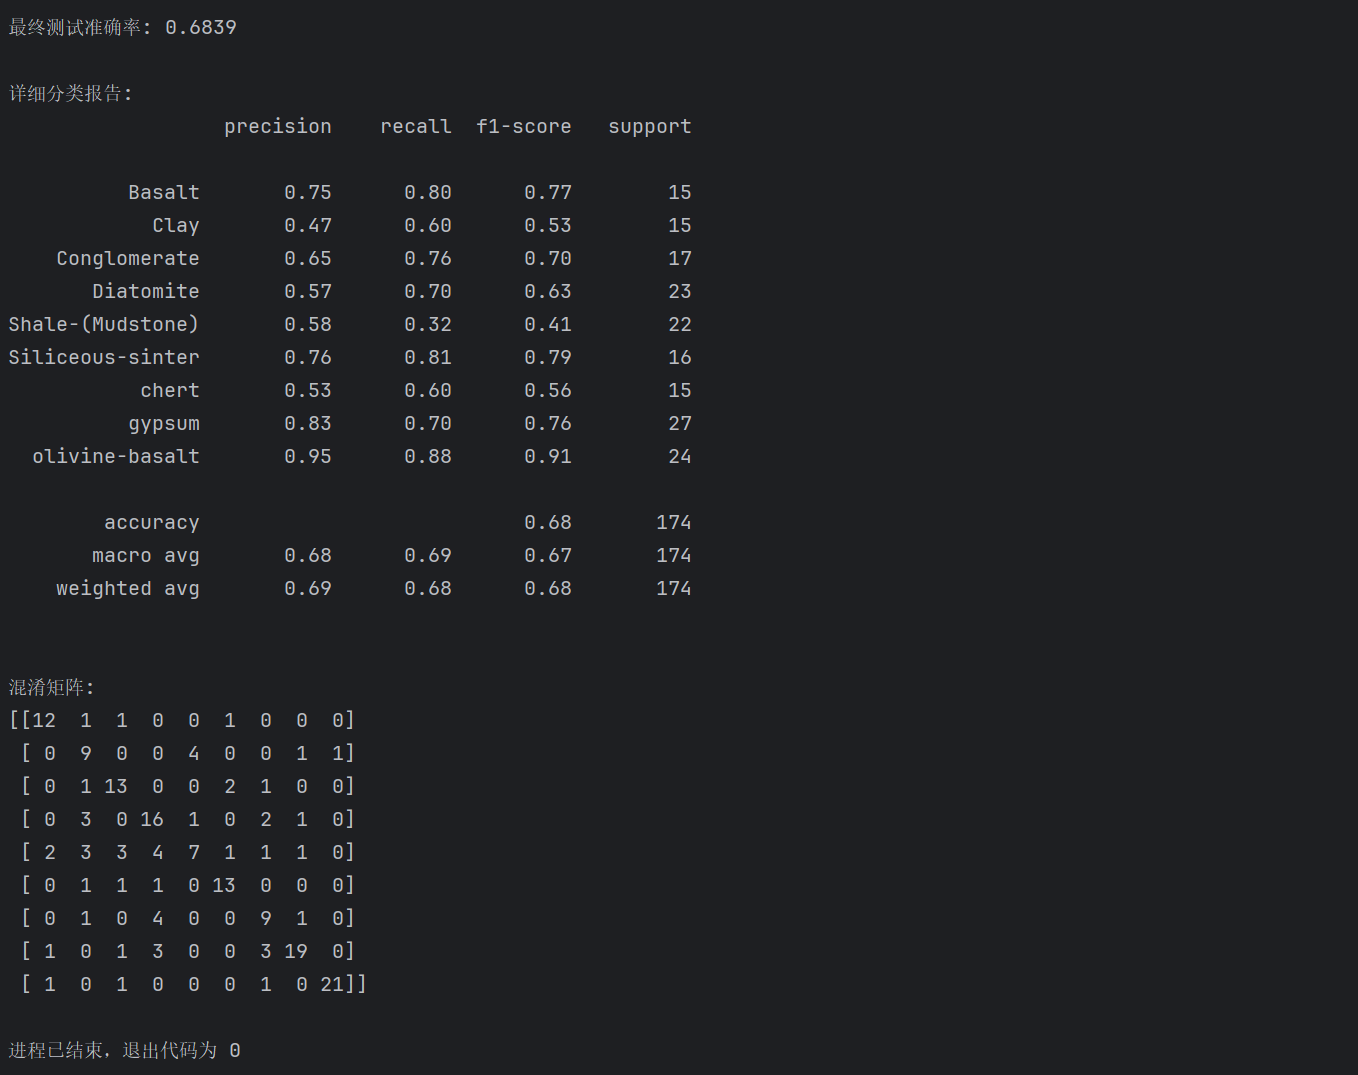 最终测试准确率: 0.6839
详细分类报告:
precision recall f1-score support
Basalt 0.75 0.80 0.77 15
Clay 0.47 0.60 0.53 15
Conglomerate 0.65 0.76 0.70 17
Diatomite 0.57 0.70 0.63 23
Shale-(Mudstone) 0.58 0.32 0.41 22
Siliceous-sinter 0.76 0.81 0.79 16
chert 0.53 0.60 0.56 15
gypsum 0.83 0.70 0.76 27
olivine-basalt 0.95 0.88 0.91 24
accuracy 0.68 174
macro avg 0.68 0.69 0.67 174
weighted avg 0.69 0.68 0.68 174
混淆矩阵:
[[12 1 1 0 0 1 0 0 0]
[ 0 9 0 0 4 0 0 1 1]
[ 0 1 13 0 0 2 1 0 0]
[ 0 3 0 16 1 0 2 1 0]
[ 2 3 3 4 7 1 1 1 0]
[ 0 1 1 1 0 13 0 0 0]
[ 0 1 0 4 0 0 9 1 0]
[ 1 0 1 3 0 0 3 19 0]
[ 1 0 1 0 0 0 1 0 21]]
进程已结束，退出代码为 0